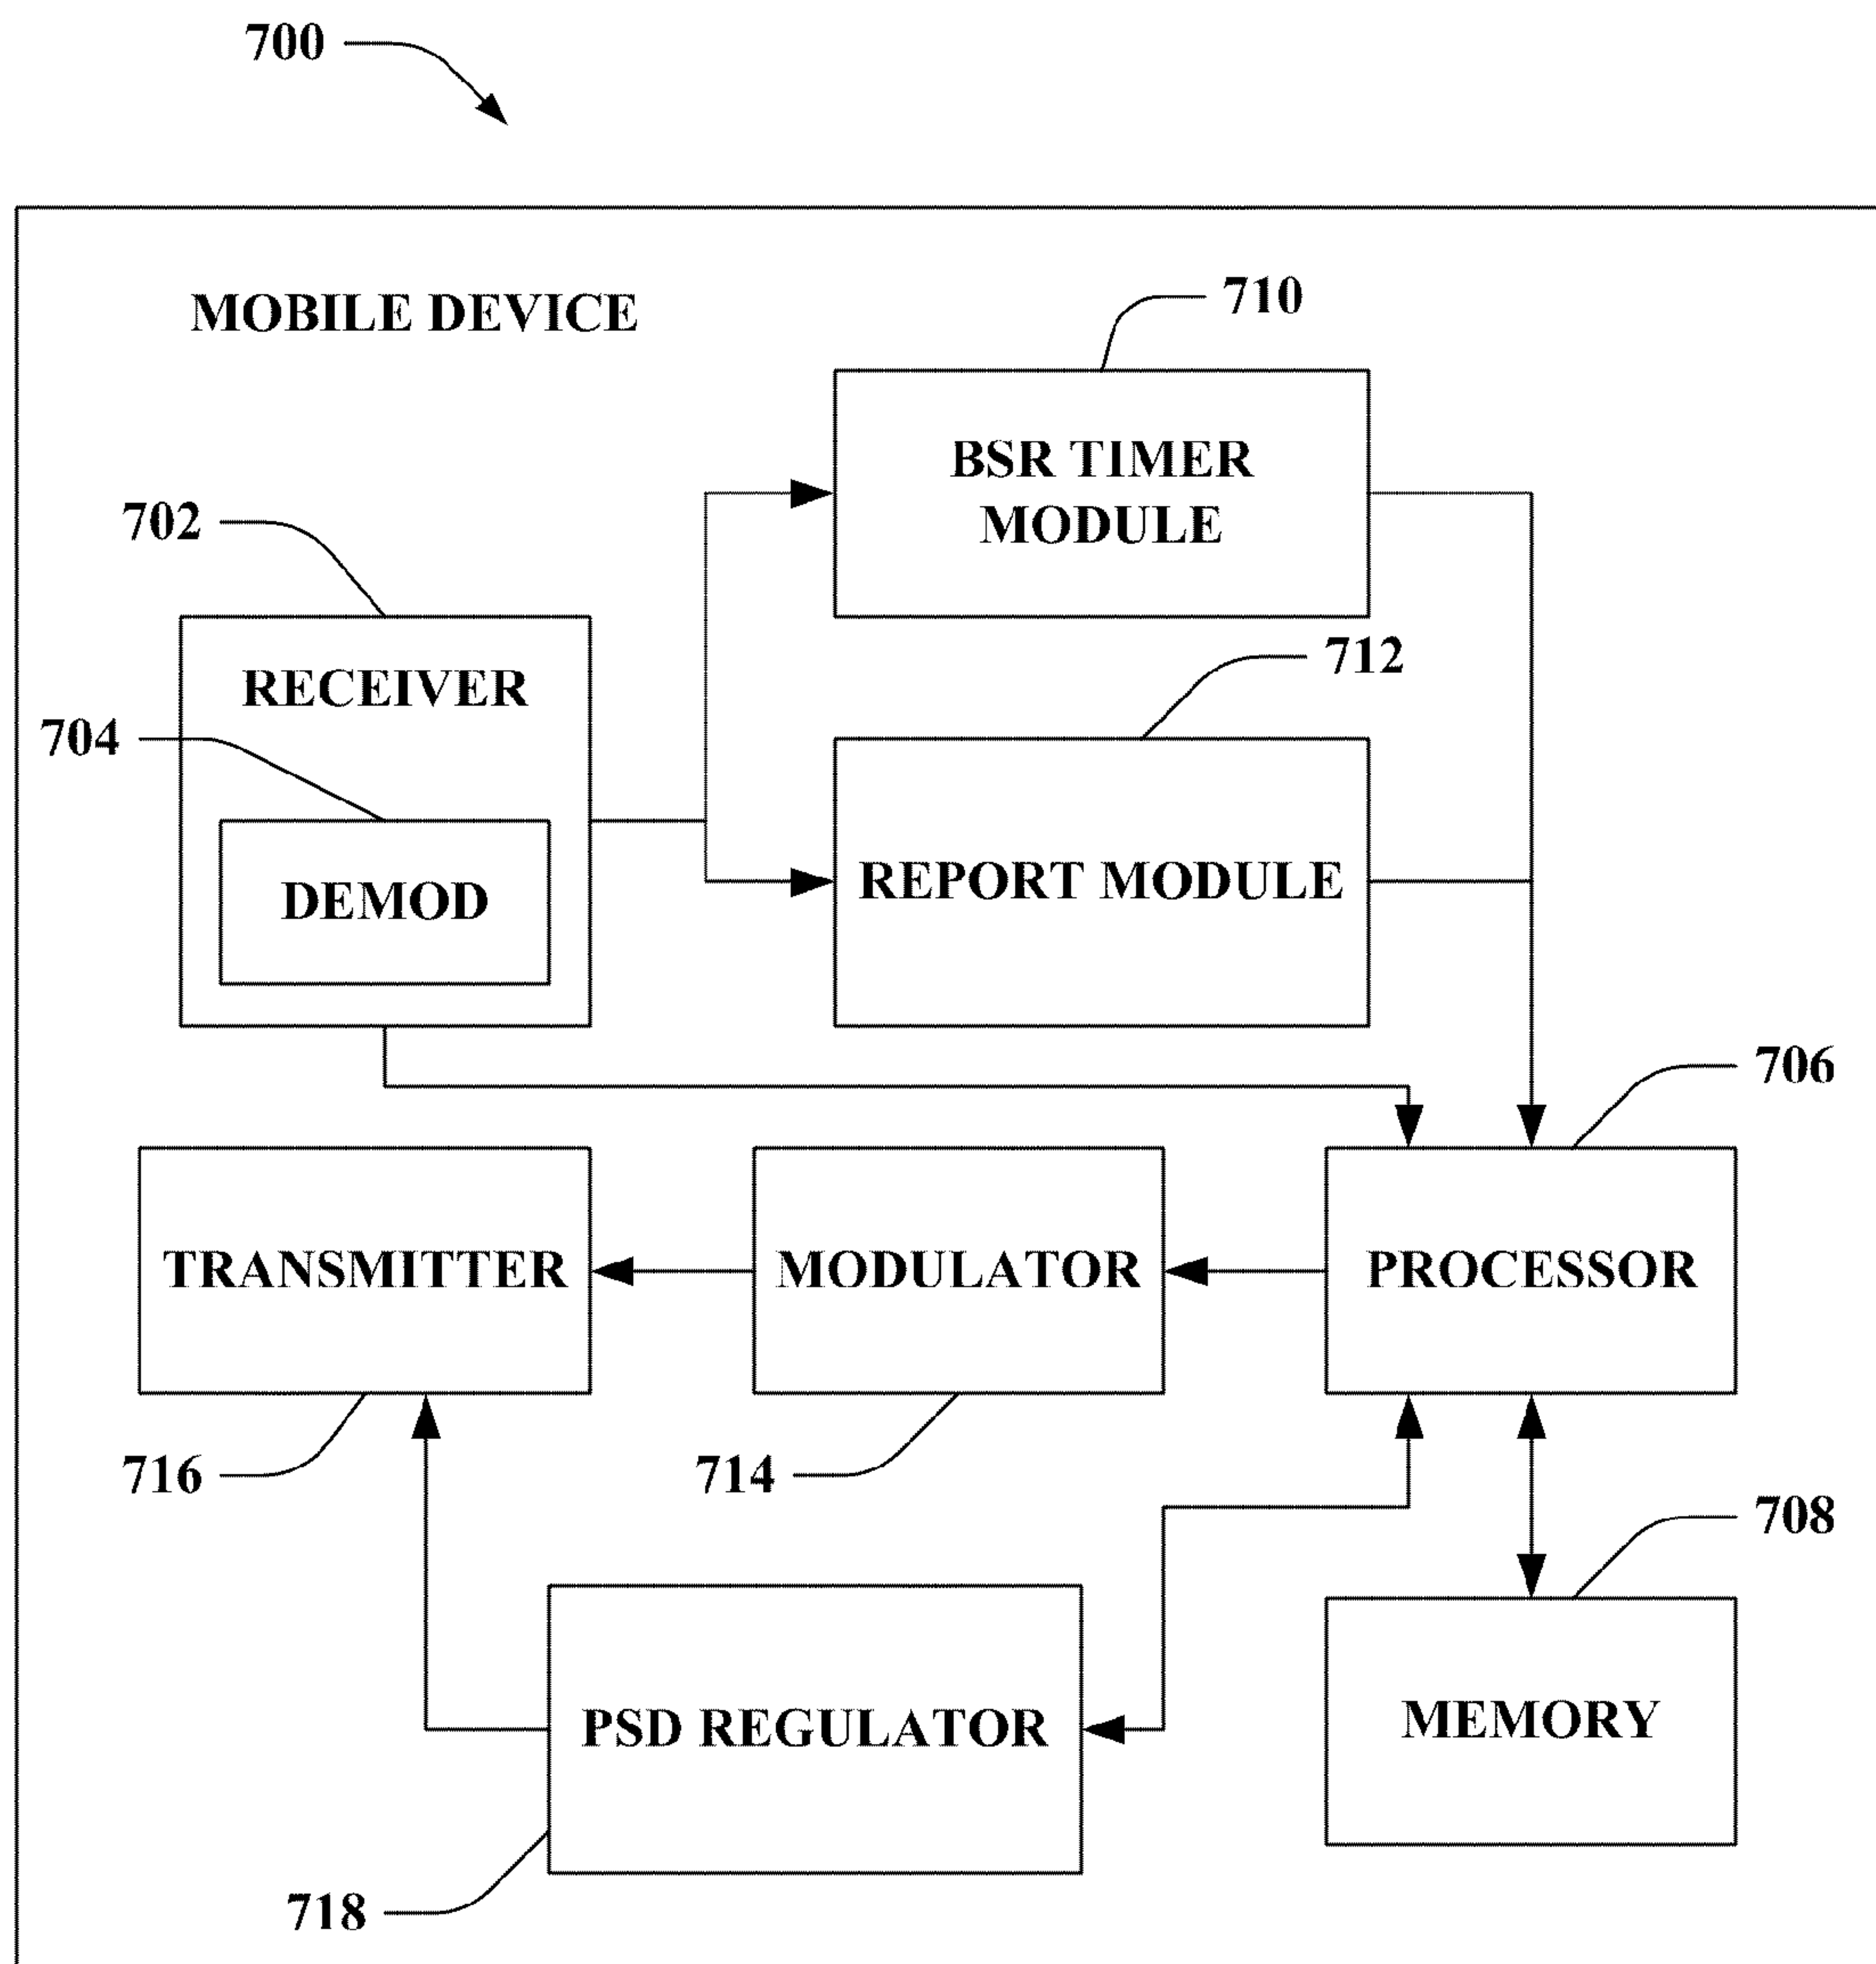 700
MOBILE DEVICE
710
BSR TIMER
MODULE
702
RECEIVER
712
704
DEMOD
REPORT MODULE
706
TRANSMITTER
MODULATOR
PROCESSOR
716
714
708
PSD REGULATOR
MEMORY
718